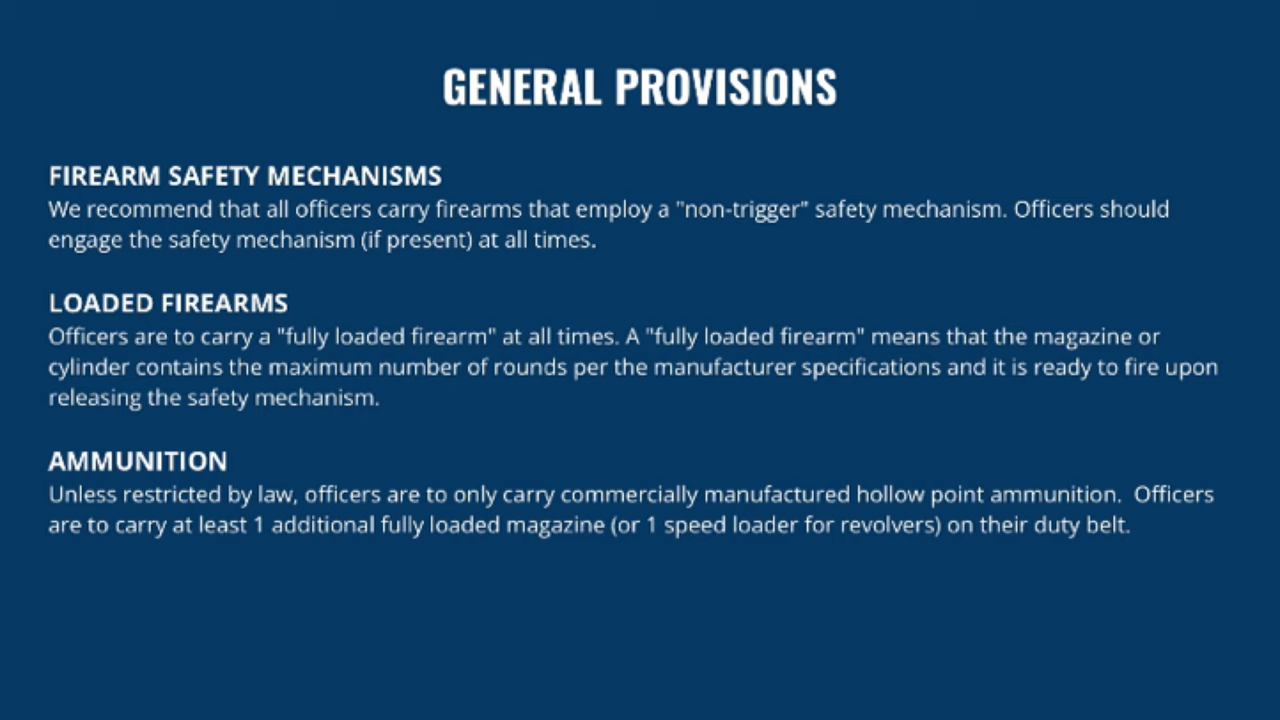 GENERAL PROVISIONS
FIREARM SAFETY MECHANISMS
We recommend that all officers carry firearms that employ a "non-trigger" safety mechanism. Officers should
engage the safety mechanism (if present) at all times.
LOADED FIREARMS
Officers are to carry a "fully loaded firearm" at all times. A "fully loaded firearm" means that the magazine or
cylinder contains the maximum number of rounds per the manufacturer specifications and it is ready to fire upon
releasing the safety mechanism.
AMMUNITION
Unless restricted by law, officers are to only carry commercially manufactured hollow point ammunition.  Officers
are to carry at least 1 additional fully loaded magazine (or 1 speed loader for revolvers) on their duty belt.